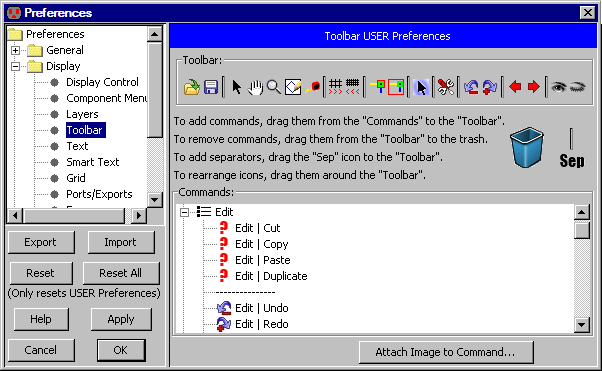 Preferences
Preferences
General
Display
Display Control
Component Menu
Layers
Toolbar
Text
Smart Text
Grid
Ports/Exports
Export
Import
Reset
Reset All
(Only resets USER Preferences)
Help
Apply
Cancel
OK
Toolbar USER Preferences
Toolbar:
To add commands, drag them from the "Commands" to the "Toolbar".
To remove commands, drag them from the "Toolbar" to the trash.
To add separators, drag the "Sep" icon to the "Toolbar".
To rearrange icons, drag them around the "Toolbar".
Sep
Commands:
Edit
Edit | Cut
Edit | Copy
Edit | Paste
Edit | Duplicate
---------------
Edit | Undo
Edit | Redo
Attach Image to Command...